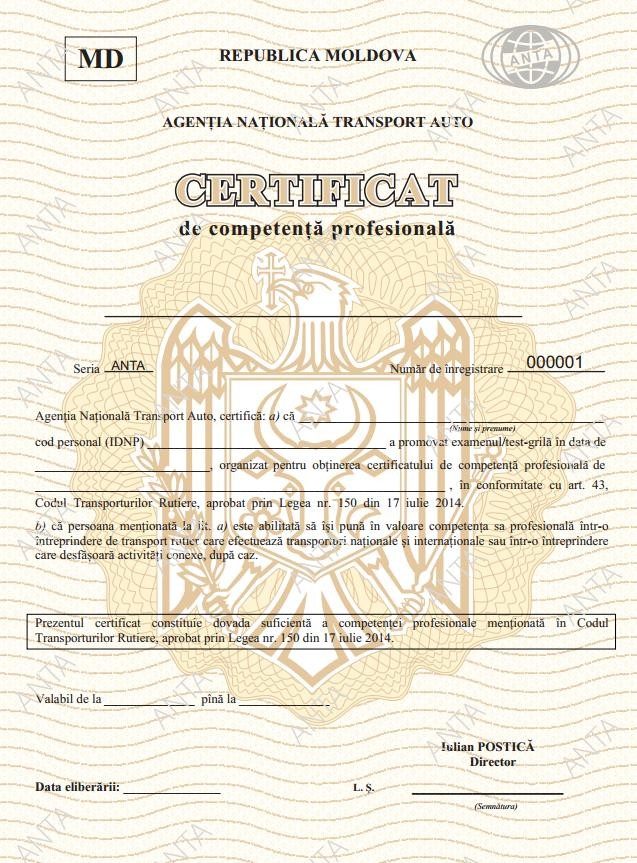 MD
REPUBLICA MOLDOVA
ANTA
AGENȚIA NAȚIONALĂ TRANSPORT AUTO
CERTIFICAT
de competență profesională
Seria ANTA
Număr de înregistrare 000001
Agenția Națională Transport Auto, certifică: a) că
(Nume și prenume)
cod personal (IDNP) a promovat examenul/test-grilă în data de
, organizat pentru obținerea certificatului de competență profesională de
, în conformitate cu art. 43,
Codul Transporturilor Rutiere, aprobat prin Legea nr. 150 din 17 iulie 2014.
b) că persoana menționată la lit. a) este abilitată să își pună în valoare competența sa profesională într-o
întreprindere de transport rutier care efectuează transporturi naționale și internaționale sau într-o întreprindere
care desfășoară activități conexe, după caz.
Prezentul certificat constituie dovada suficientă a competenței profesionale menționată în Codul
Transporturilor Rutiere, aprobat prin Legea nr. 150 din 17 iulie 2014.
Valabil de la pînă la
Iulian POSTICĂ
Director
Data eliberării:
L. Ș.
(Semnătura)